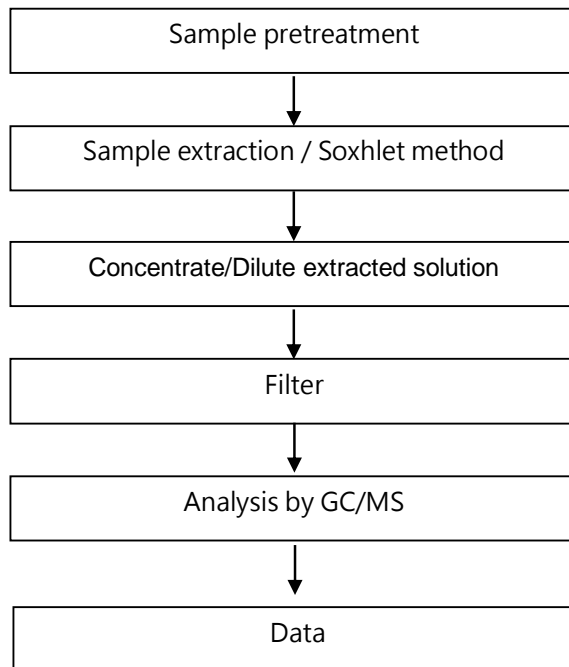 Sample pretreatment
Sample extraction / Soxhlet method
Concentrate/Dilute extracted solution
Filter
Analysis by GC/MS
Data